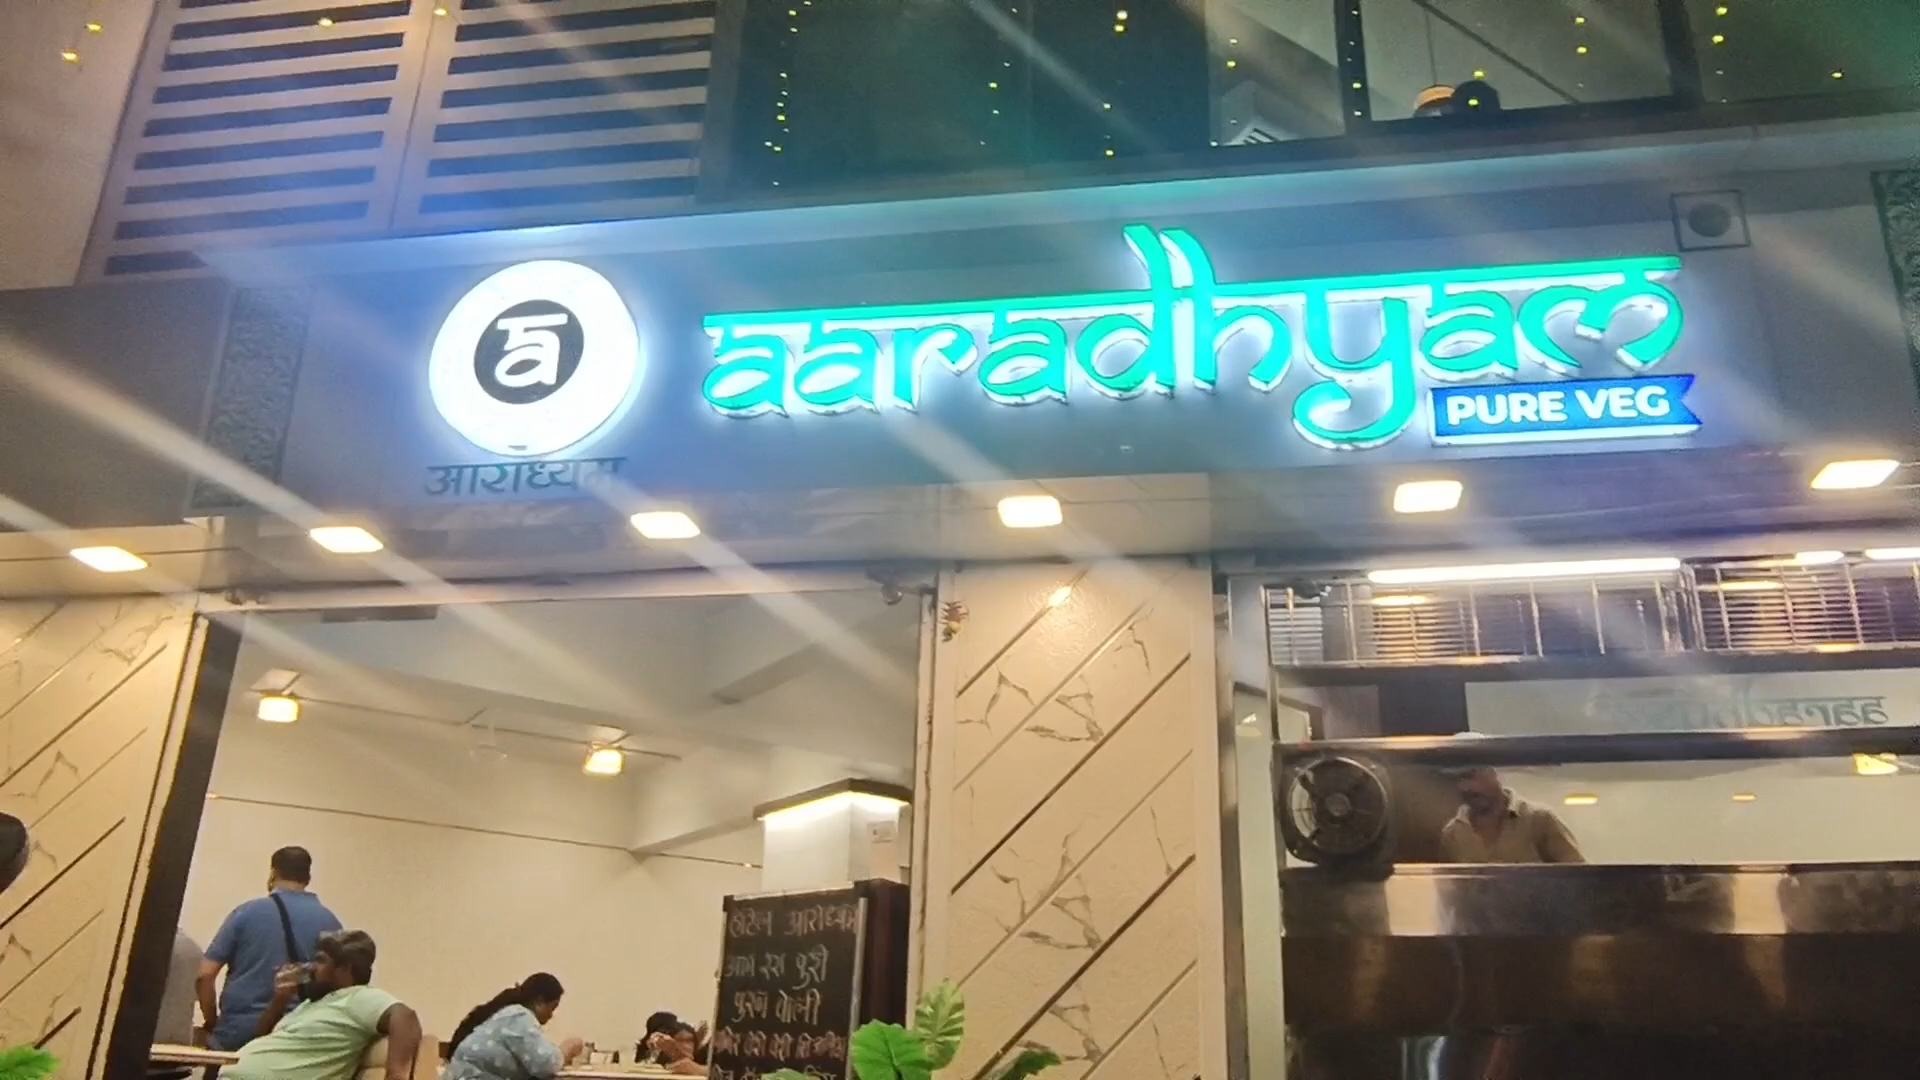 a
aaradhyam
PURE VEG
आराध्यम
हॉटेल आराध्यम
आम रस पुरी
पुरण पोळी